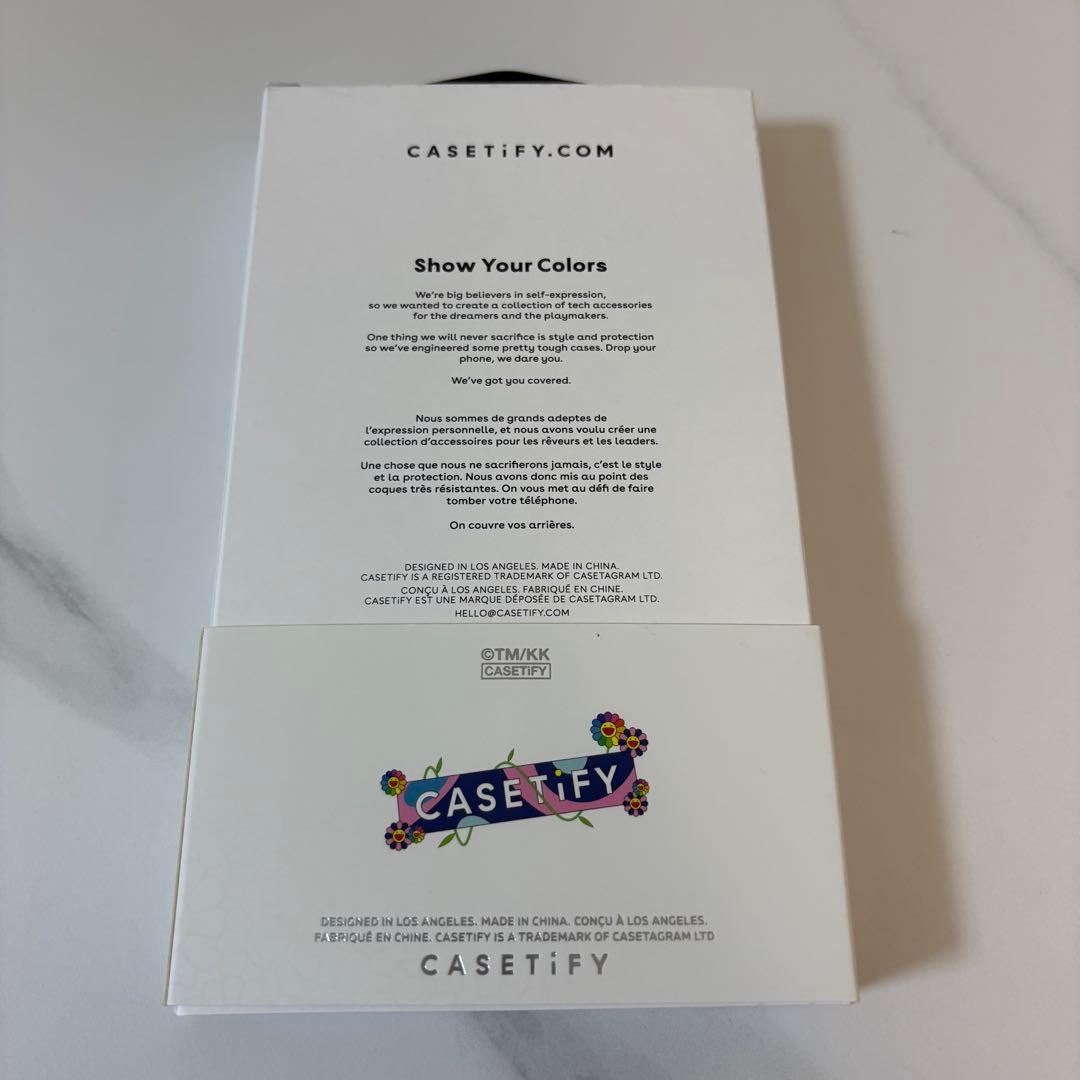 CASETiFY.COM
Show Your Colors
We're big believers in self-expression,
so we wanted to create a collection of tech accessories
for the dreamers and the playmakers.
One thing we will never sacrifice is style and protection
so we've engineered some pretty tough cases. Drop your
phone, we dare you.
We've got you covered.
Nous sommes de grands adeptes de
l'expression personnelle, et nous avons voulu créer une
collection d'accessoires pour les rêveurs et les leaders.
Une chose que nous ne sacrifierons jamais, c'est le style
et la protection. Nous avons donc mis au point des
coques très résistantes. On vous met au défi de faire
tomber votre téléphone.
On couvre vos arrières.
DESIGNED IN LOS ANGELES. MADE IN CHINA.
CASETIFY IS A REGISTERED TRADEMARK OF CASETAGRAM LTD.
CONÇU À LOS ANGELES. FABRIQUÉ EN CHINE.
CASETiFY EST UNE MARQUE DÉPOSÉE DE CASETAGRAM LTD.
HELLO@CASETIFY.COM
©TM/KK
CASETiFY
CASETiFY
DESIGNED IN LOS ANGELES. MADE IN CHINA. CONÇU À LOS ANGELES.
FABRIQUÉ EN CHINE. CASETIFY IS A TRADEMARK OF CASETAGRAM LTD
CASETiFY